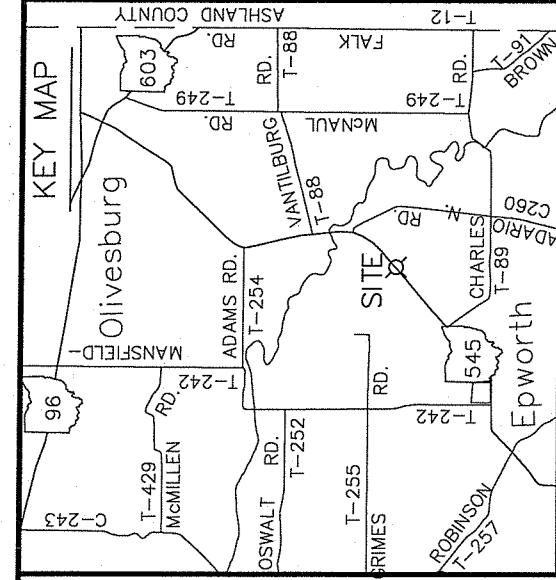 ASHLAND COUNTY
T-12
KEY MAP
603
RD.
T-88
FALK
RD.
T-91
BROWN
T-249
RD.
McNAUL
T-249
Olivesburg
VANTILBURG
T-88
RD. N.
ADARIO
C260
CHARLES
T-89
SITE
ADAMS RD.
T-254
MANSFIELD-
96
T-242
545
Epworth
RD.
T-429
McMILLEN
RD.
T-252
OSWALT
RD.
T-242
T-255
C-243
ROBINSON
T-257